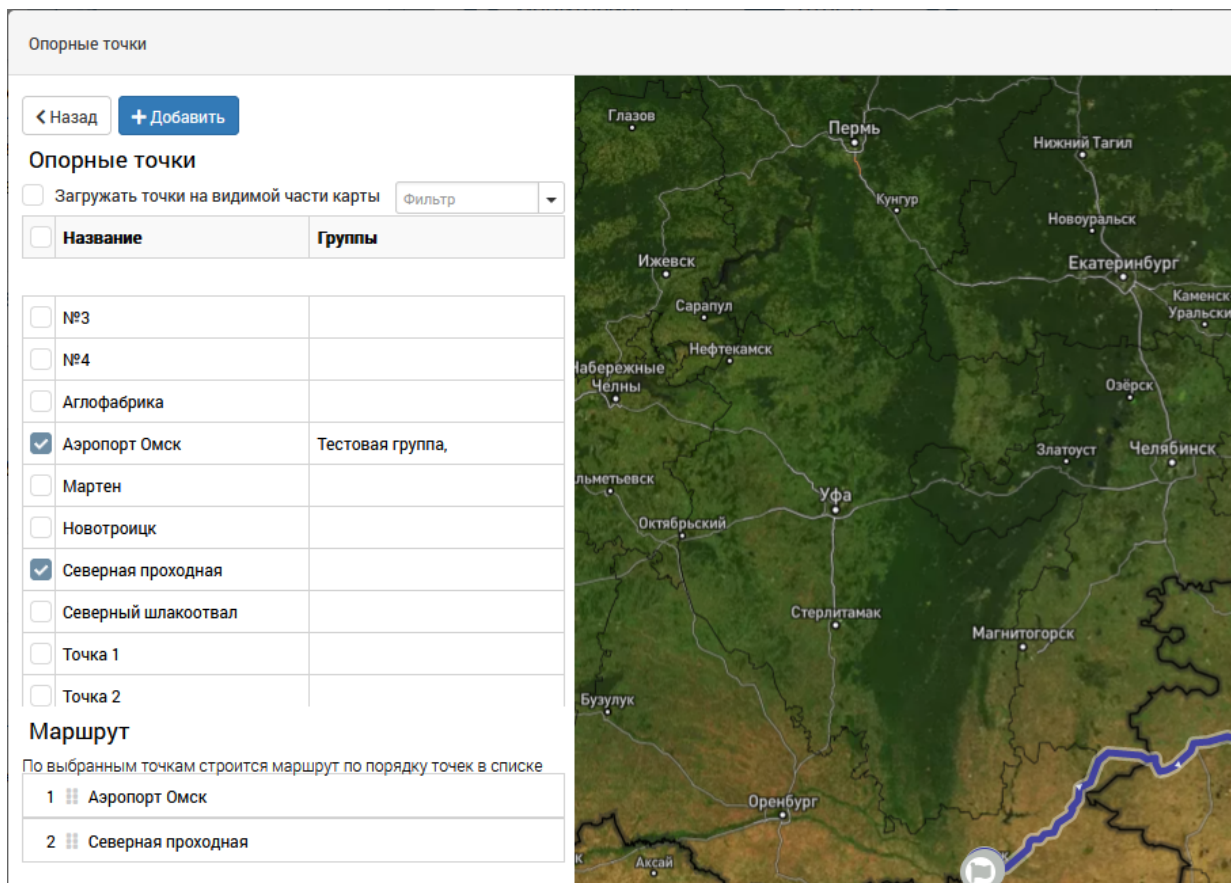 Опорные точки
Назад
Добавить
Опорные точки
Загружать точки на видимой части карты
Фильтр
Название Группы
№3
№4
Аглофабрика
Аэропорт Омск Тестовая группа,
Мартен
Новотроицк
Северная проходная
Северный шлакоотвал
Точка 1
Точка 2
Маршрут
По выбранным точкам строится маршрут по порядку точек в списке
1 Аэропорт Омск
2 Северная проходная
Глазов
Пермь
Нижний Тагил
Кунгур
Новоуральск
Ижевск
Екатеринбург
Сарапул
Каменск
Уральски
Нефтекамск
Набережные
Челны
Озёрск
Златоуст
Челябинск
льметьевск
Уфа
Октябрьский
Стерлитамак
Магнитогорск
Бузулук
Оренбург
Аксай